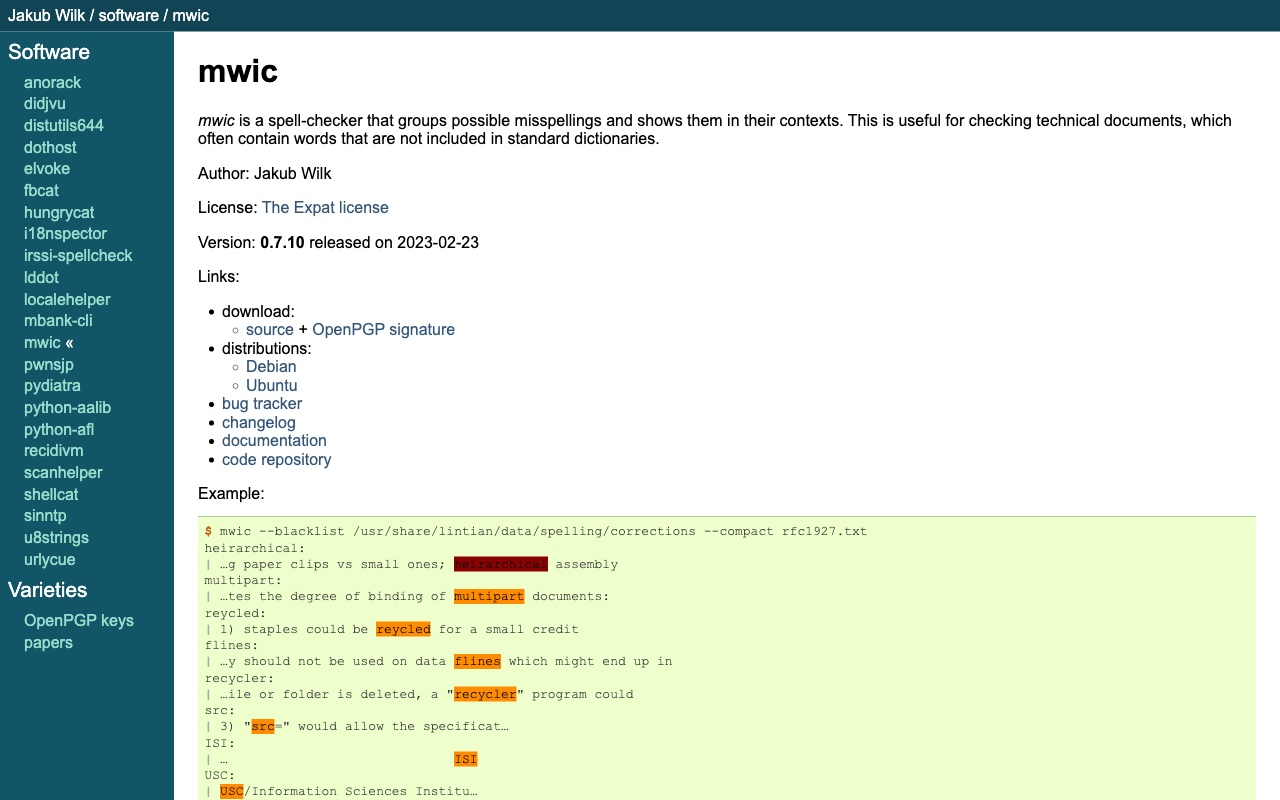 Jakub Wilk / software / mwic
Software
anorack
didjvu
distutils644
dothost
elvoke
fbcat
hungrycat
i18nspector
irssi-spellcheck
lddot
localehelper
mbank-cli
mwic «
pwnsjp
pydiatra
python-aalib
python-afl
recidivm
scanhelper
shellcat
sinntp
u8strings
urlycue
Varieties
OpenPGP keys
papers
mwic
mwic is a spell-checker that groups possible misspellings and shows them in their contexts. This is useful for checking technical documents, which
often contain words that are not included in standard dictionaries.
Author: Jakub Wilk
License: The Expat license
Version: 0.7.10 released on 2023-02-23
Links:
download:
source + OpenPGP signature
distributions:
Debian
Ubuntu
bug tracker
changelog
documentation
code repository
Example:
$ mwic --blacklist /usr/share/lintian/data/spelling/corrections --compact rfc1927.txt
heirarchical:
| …g paper clips vs small ones; heirarchical assembly
multipart:
| …tes the degree of binding of multipart documents:
reycled:
| 1) staples could be reycled for a small credit
flines:
| …y should not be used on data flines which might end up in
recycler:
| …ile or folder is deleted, a "recycler" program could
src:
| 3) "src=" would allow the specificat…
ISI:
| … ISI
USC:
| USC/Information Sciences Institu…